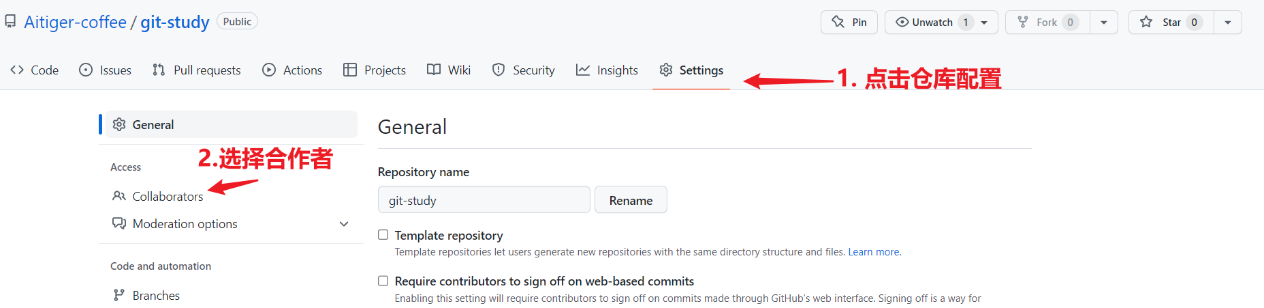 Aitiger-coffee / git-study Public
Pin Unwatch 1 Fork 0 Star 0
Code Issues Pull requests Actions Projects Wiki Security Insights Settings
1. 点击仓库配置
General
Access
2.选择合作者
Collaborators
Moderation options
Code and automation
Branches
General
Repository name
git-study Rename
Template repository
Template repositories let users generate new repositories with the same directory structure and files. Learn more.
Require contributors to sign off on web-based commits
Enabling this setting will require contributors to sign off on commits made through GitHub's web interface. Signing off is a way for